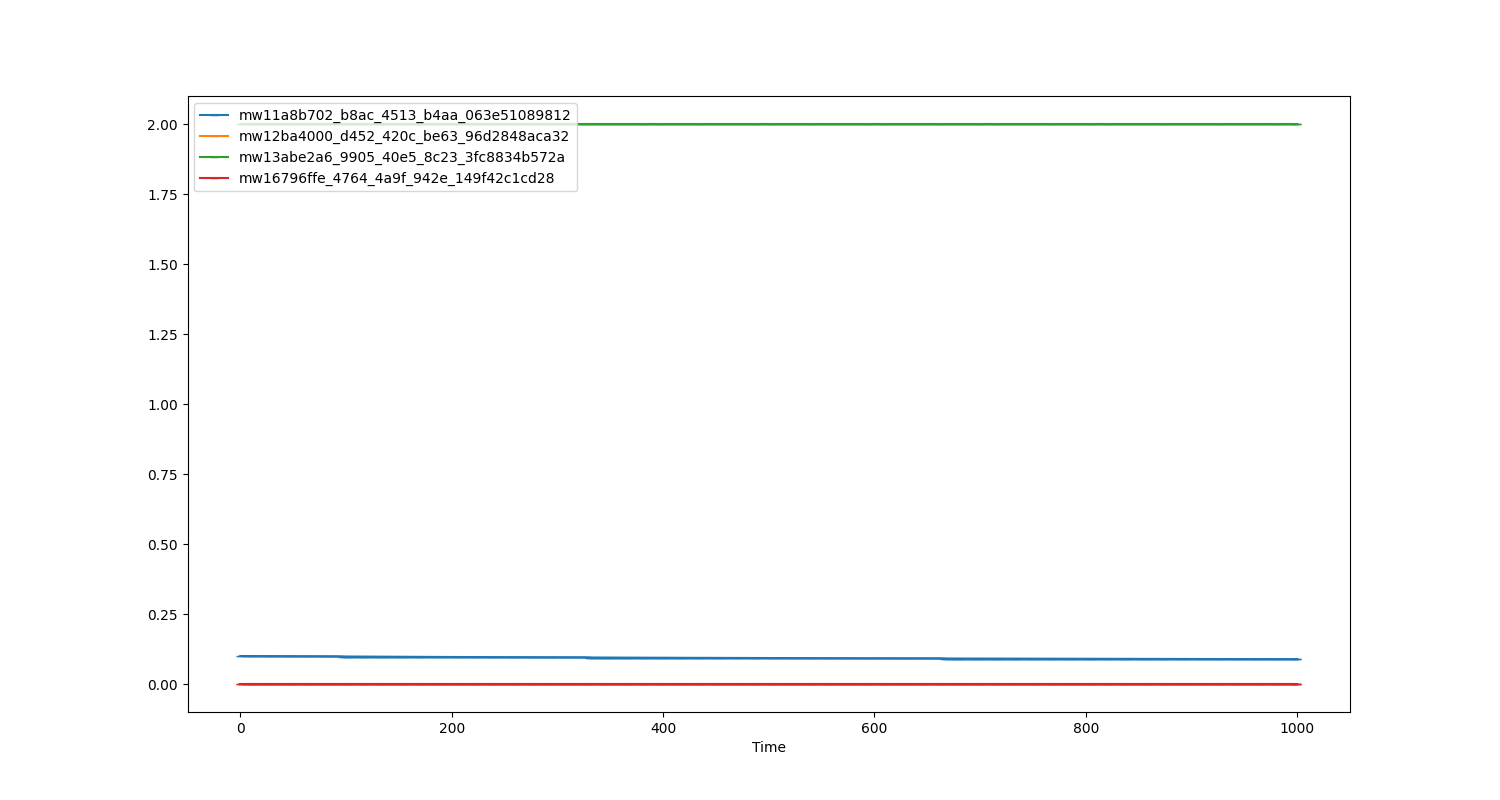 mw11a8b702_b8ac_4513_b4aa_063e51089812
mw12ba4000_d452_420c_be63_96d2848aca32
mw13abe2a6_9905_40e5_8c23_3fc8834b572a
mw16796ffe_4764_4a9f_942e_149f42c1cd28
2.00
1.75
1.50
1.25
1.00
0.75
0.50
0.25
0.00
0 200 400 600 800 1000
Time